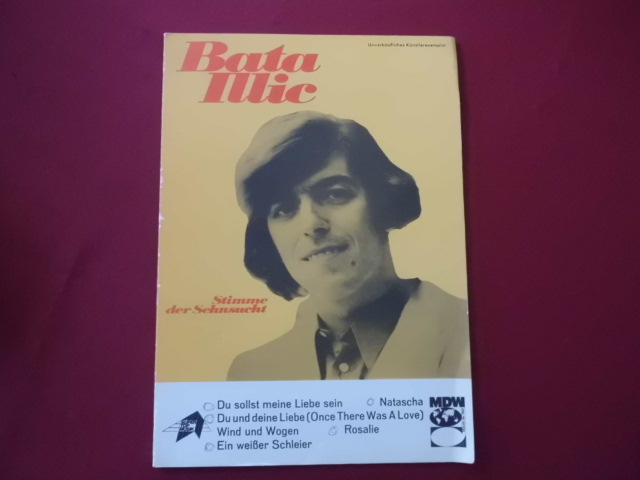 Unverkäufliches Künstlerexemplar
Bata
Illic
Stimme
der Sehnsucht
Du sollst meine Liebe sein
Natascha
Du und deine Liebe (Once There Was A Love)
Wind und Wogen
Rosalie
Ein weißer Schleier
MDW